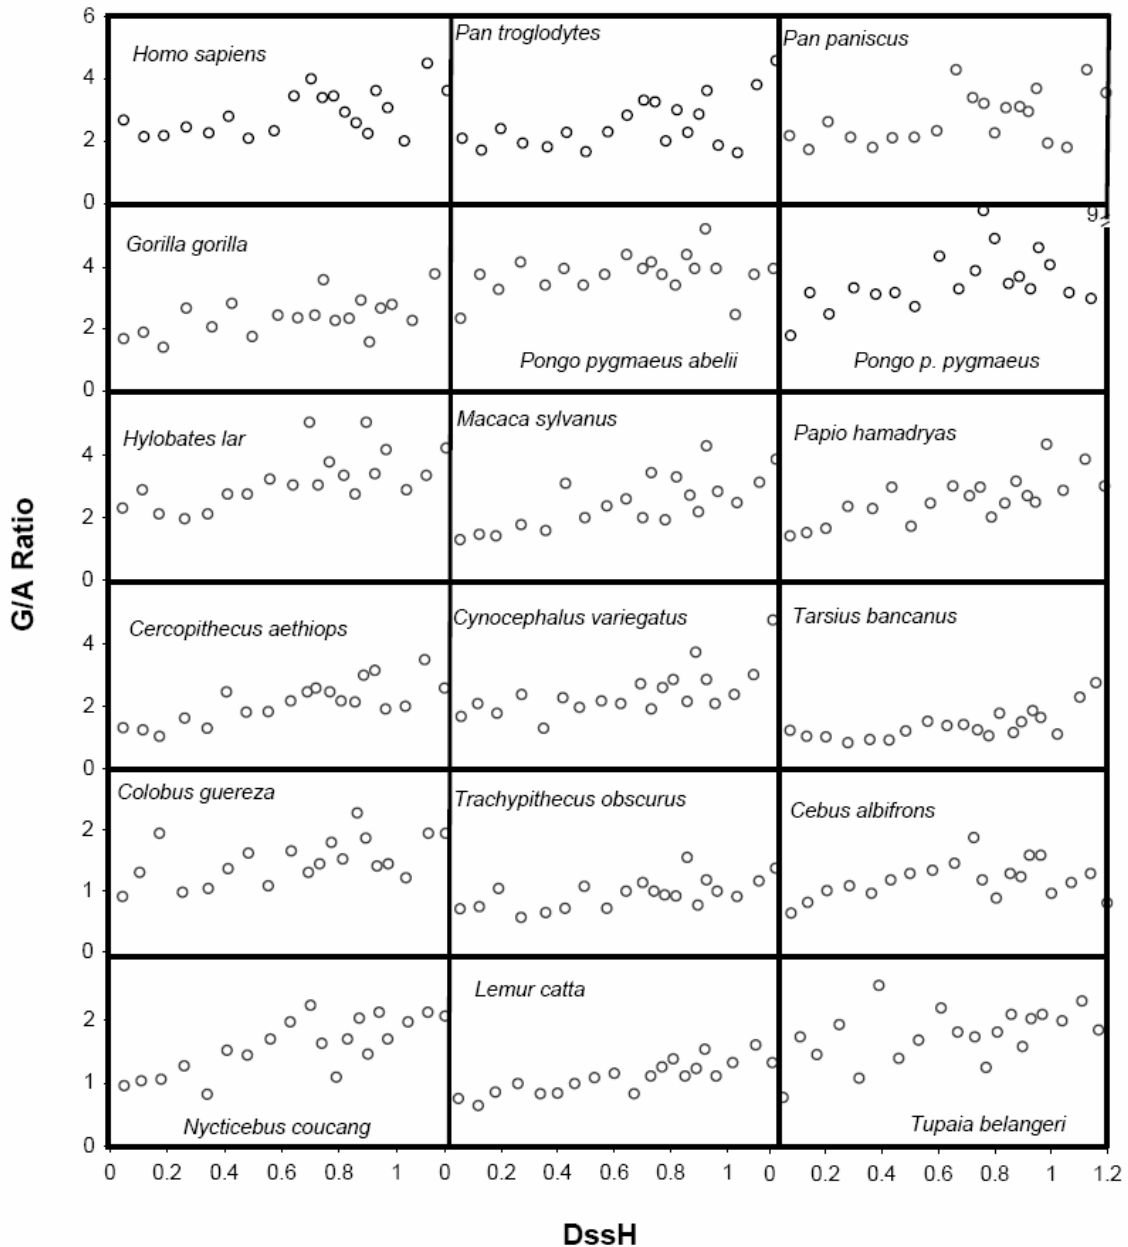 6
Homo sapiens
Pan troglodytes
Pan paniscus
4
2
0
Gorilla gorilla
Pongo pygmaeus abelii
Pongo p. pygmaeus
9
4
2
0
Hylobates lar
Macaca sylvanus
Papio hamadryas
4
2
0
Cercopithecus aethiops
Cynocephalus variegatus
Tarsius bancanus
4
2
0
Colobus guereza
Trachypithecus obscurus
Cebus albifrons
2
1
0
Nycticebus coucang
Lemur catta
Tupaia belangeri
2
1
0
0 0.2 0.4 0.6 0.8 1 0 0.2 0.4 0.6 0.8 1 0 0.2 0.4 0.6 0.8 1 1.2
G/A Ratio
DssH